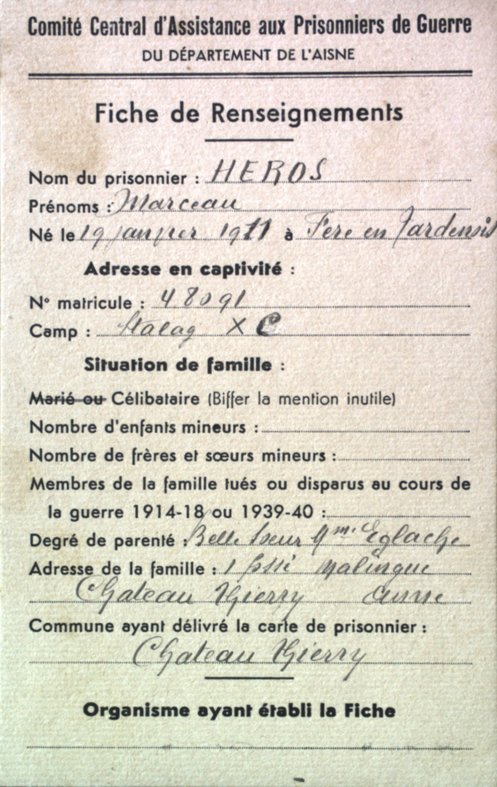 Comité Central d'Assistance aux Prisonniers de Guerre
DU DÉPARTEMENT DE L'AISNE
Fiche de Renseignements
Nom du prisonnier : HEROS
Prénoms : Marceau
Né le 19 janvier 1911 à Fère en Tardenois
Adresse en captivité :
N° matricule : 48091
Camp : Stalag X C
Situation de famille :
Marié ou Célibataire (Biffer la mention inutile)
Nombre d'enfants mineurs :
Nombre de frères et sœurs mineurs :
Membres de la famille tués ou disparus au cours de
la guerre 1914-18 ou 1939-40 :
Degré de parenté : Belle Soeur Mme
Adresse de la famille : 1
Chateau Thierry Aisne
Commune ayant délivré la carte de prisonnier :
Chateau Thierry
Organisme ayant établi la Fiche